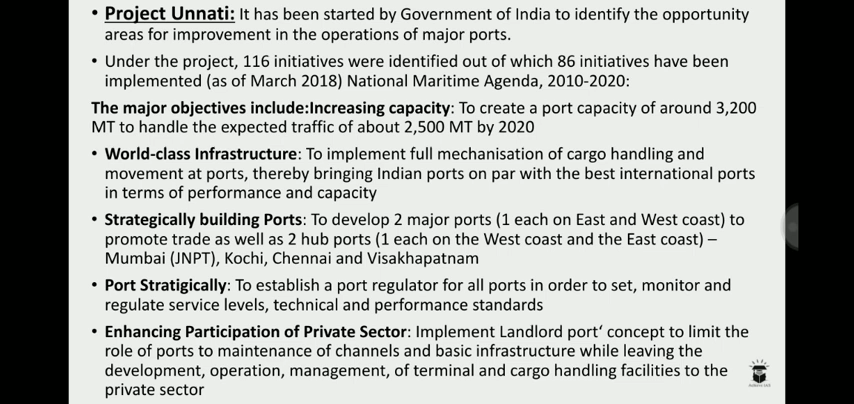 • Project Unnati: It has been started by Government of India to identify the opportunity
areas for improvement in the operations of major ports.
• Under the project, 116 initiatives were identified out of which 86 initiatives have been
implemented (as of March 2018) National Maritime Agenda, 2010-2020:
The major objectives include:Increasing capacity: To create a port capacity of around 3,200
MT to handle the expected traffic of about 2,500 MT by 2020
• World-class Infrastructure: To implement full mechanisation of cargo handling and
movement at ports, thereby bringing Indian ports on par with the best international ports
in terms of performance and capacity
• Strategically building Ports: To develop 2 major ports (1 each on East and West coast) to
promote trade as well as 2 hub ports (1 each on the West coast and the East coast) –
Mumbai (JNPT), Kochi, Chennai and Visakhapatnam
• Port Stratigically: To establish a port regulator for all ports in order to set, monitor and
regulate service levels, technical and performance standards
• Enhancing Participation of Private Sector: Implement Landlord port‘ concept to limit the
role of ports to maintenance of channels and basic infrastructure while leaving the
development, operation, management, of terminal and cargo handling facilities to the
private sector